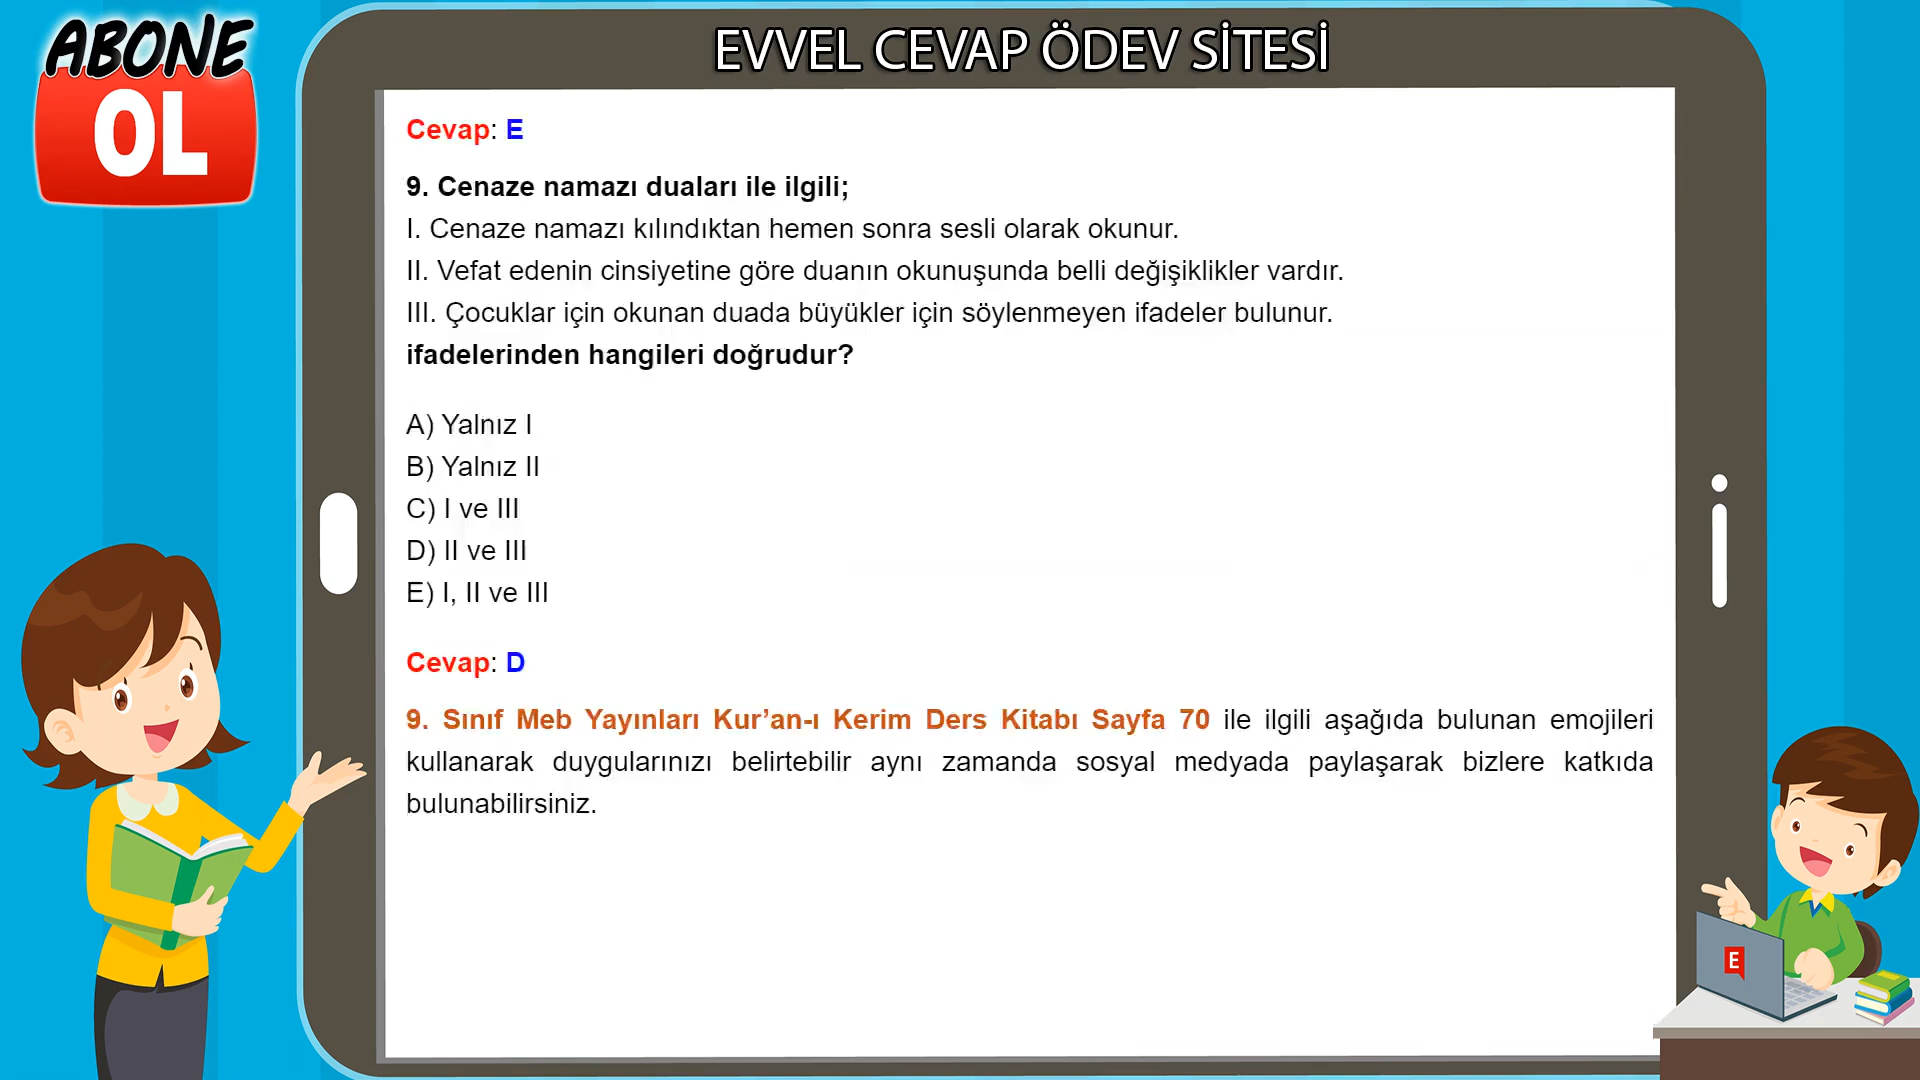 ABONE
OL
EVVEL CEVAP ÖDEV SİTESİ
Cevap: E
9. Cenaze namazı duaları ile ilgili;
I. Cenaze namazı kılındıktan hemen sonra sesli olarak okunur.
II. Vefat edenin cinsiyetine göre duanın okunuşunda belli değişiklikler vardır.
III. Çocuklar için okunan duada büyükler için söylenmeyen ifadeler bulunur.
ifadelerinden hangileri doğrudur?
A) Yalnız I
B) Yalnız II
C) I ve III
D) II ve III
E) I, II ve III
Cevap: D
9. Sınıf Meb Yayınları Kur’an-ı Kerim Ders Kitabı Sayfa 70 ile ilgili aşağıda bulunan emojileri
kullanarak duygularınızı belirtebilir aynı zamanda sosyal medyada paylaşarak bizlere katkıda
bulunabilirsiniz.
E